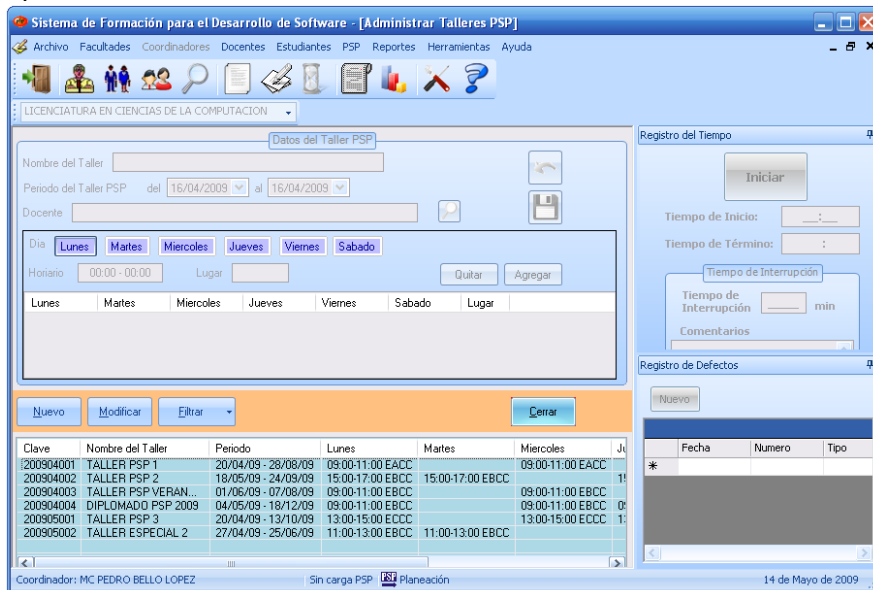 Sistema de Formación para el Desarrollo de Software - [Administrar Talleres PSP]
Archivo Facultades Coordinadores Docentes Estudiantes PSP Reportes Herramientas Ayuda
LICENCIATURA EN CIENCIAS DE LA COMPUTACION
Datos del Taller PSP
Nombre del Taller
Periodo del Taller PSP del 16/04/2009 al 16/04/2009
Docente
Dia Lunes Martes Miercoles Jueves Viernes Sabado
Horiario 00:00 - 00:00 Lugar Quitar Agregar
Lunes Martes Miercoles Jueves Viernes Sabado Lugar
Nuevo Modificar Filtrar Cerrar
Clave Nombre del Taller Periodo Lunes Martes Miercoles
200904001 TALLER PSP 1 20/04/09 - 28/08/09 09:00-11:00 EACC 09:00-11:00 EACC
200904002 TALLER PSP 2 18/05/09 - 24/09/09 15:00-17:00 EBCC 15:00-17:00 EBCC
200904003 TALLER PSP VERAN... 01/06/09 - 07/08/09 09:00-11:00 EBCC 09:00-11:00 EBCC
200904004 DIPLOMADO PSP 2009 04/05/09 - 18/12/09 09:00-11:00 EBCC 09:00-11:00 EBCC
200905001 TALLER PSP 3 20/04/09 - 13/10/09 13:00-15:00 ECCC 13:00-15:00 ECCC
200905002 TALLER ESPECIAL 2 27/04/09 - 25/06/09 11:00-13:00 EBCC 11:00-13:00 EBCC
Registro del Tiempo
Iniciar
Tiempo de Inicio: __:__
Tiempo de Término: :
Tiempo de Interrupción
Tiempo de
Interrupción ____ min
Comentarios
Registro de Defectos
Nuevo
Fecha Numero Tipo
Coordinador: MC PEDRO BELLO LOPEZ Sin carga PSP PSP Planeación 14 de Mayo de 2009